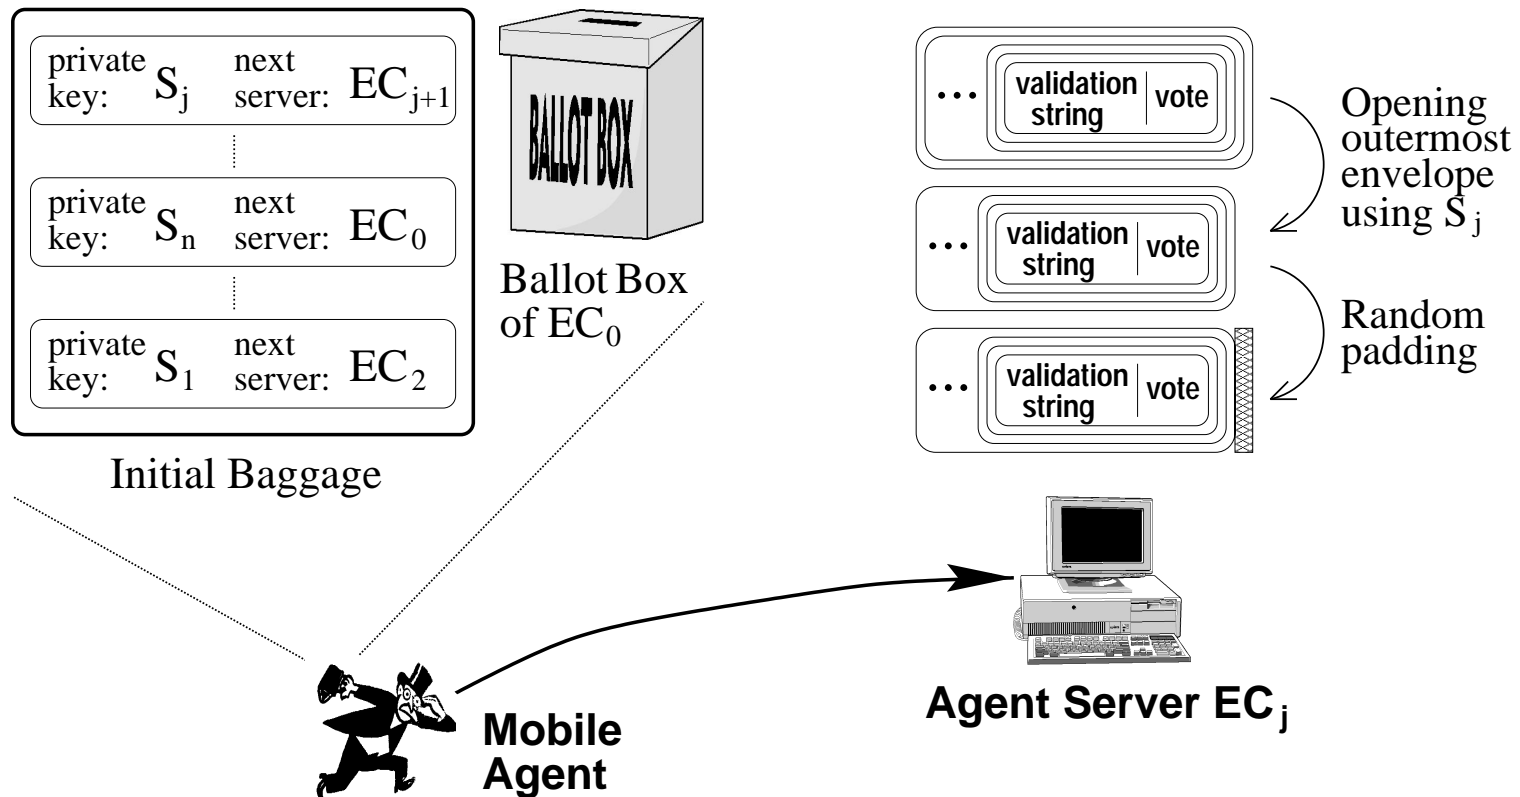 private key: S_j next server: EC_{j+1}
private key: S_n next server: EC_0
private key: S_1 next server: EC_2
Initial Baggage
BALLOT BOX
Ballot Box
of EC_0
... validation string | vote
Opening
outermost
envelope
using S_j
... validation string | vote
Random
padding
... validation string | vote
Mobile
Agent
Agent Server EC_j